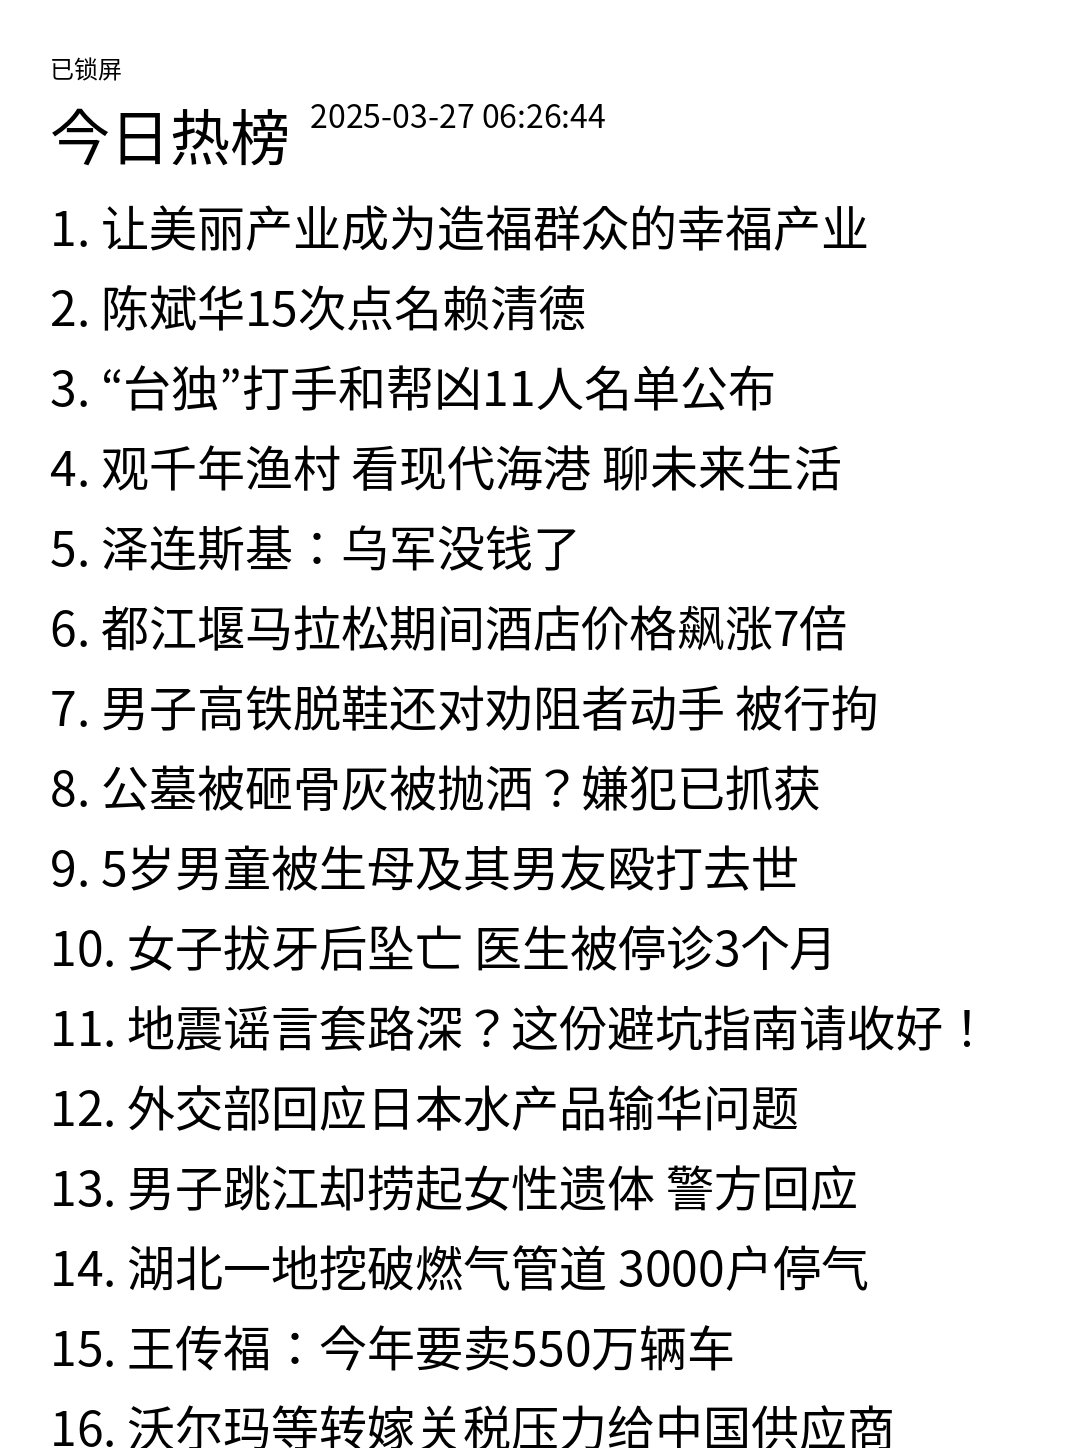 已锁屏
今日热榜 2025-03-27 06:26:44
1. 让美丽产业成为造福群众的幸福产业
2. 陈斌华15次点名赖清德
3. “台独”打手和帮凶11人名单公布
4. 观千年渔村 看现代海港 聊未来生活
5. 泽连斯基：乌军没钱了
6. 都江堰马拉松期间酒店价格飙涨7倍
7. 男子高铁脱鞋还对劝阻者动手 被行拘
8. 公墓被砸骨灰被抛洒？嫌犯已抓获
9. 5岁男童被生母及其男友殴打去世
10. 女子拔牙后坠亡 医生被停诊3个月
11. 地震谣言套路深？这份避坑指南请收好！
12. 外交部回应日本水产品输华问题
13. 男子跳江却捞起女性遗体 警方回应
14. 湖北一地挖破燃气管道 3000户停气
15. 王传福：今年要卖550万辆车
16. 沃尔玛等转嫁关税压力给中国供应商